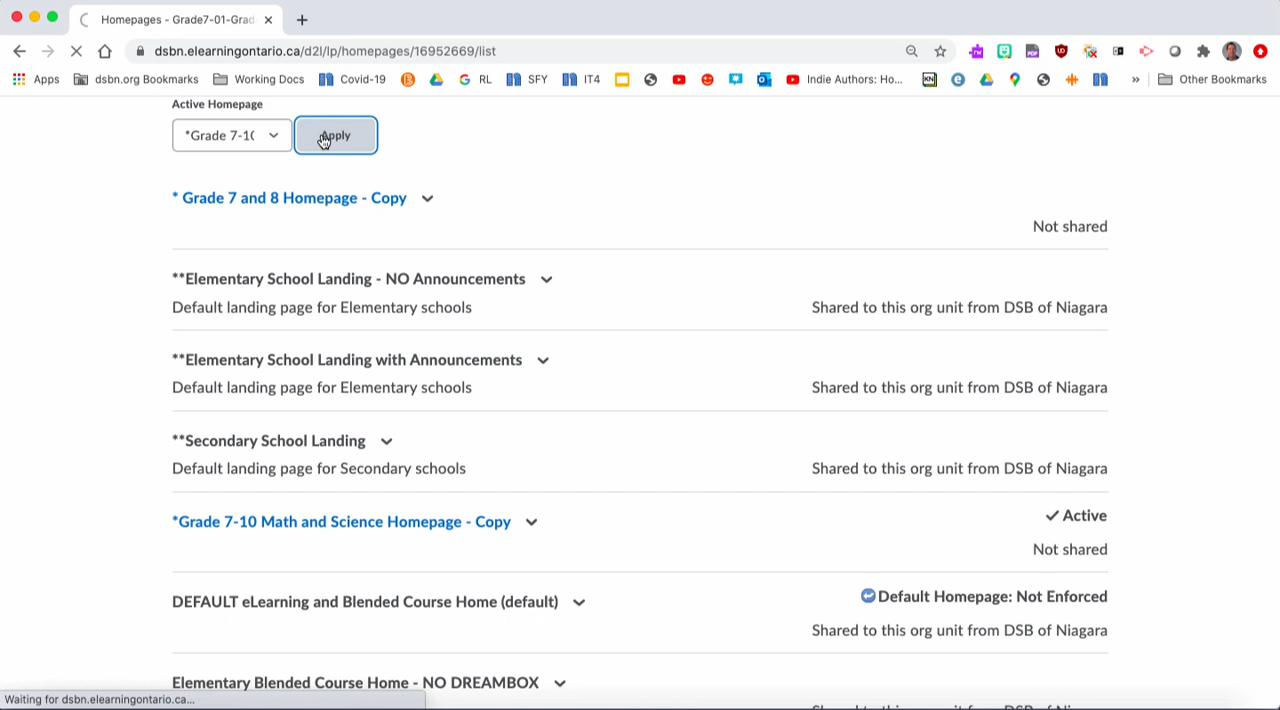 Homepages - Grade7-01-Grad
dsbn.elearningontario.ca/d2l/lp/homepages/16952669/list
Apps dsbn.org Bookmarks Working Docs Covid-19 RL SFY IT4 Indie Authors: Ho... KN » Other Bookmarks
Active Homepage
*Grade 7-1( Apply
* Grade 7 and 8 Homepage - Copy
Not shared
**Elementary School Landing - NO Announcements
Default landing page for Elementary schools Shared to this org unit from DSB of Niagara
**Elementary School Landing with Announcements
Default landing page for Elementary schools Shared to this org unit from DSB of Niagara
**Secondary School Landing
Default landing page for Secondary schools Shared to this org unit from DSB of Niagara
*Grade 7-10 Math and Science Homepage - Copy Active
Not shared
DEFAULT eLearning and Blended Course Home (default) Default Homepage: Not Enforced
Shared to this org unit from DSB of Niagara
Elementary Blended Course Home - NO DREAMBOX
Waiting for dsbn.elearningontario.ca...